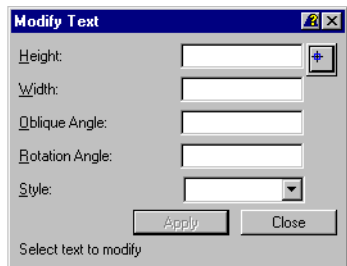 Modify Text
Height:
Width:
Oblique Angle:
Rotation Angle:
Style:
Apply Close
Select text to modify